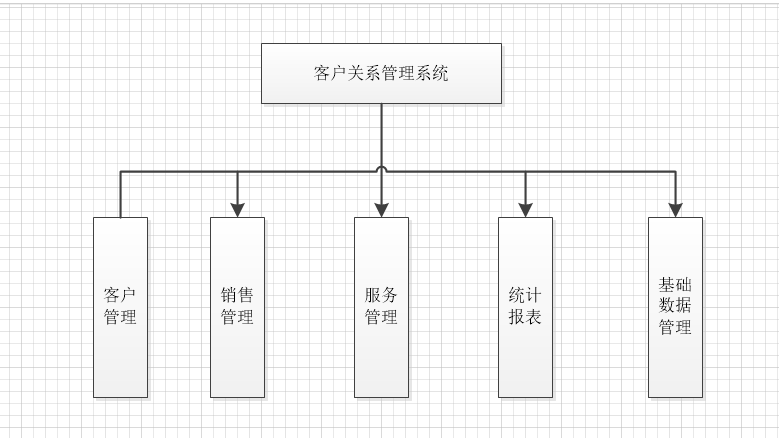 客户关系管理系统
客户
管理
销售
管理
服务
管理
统计
报表
基础
数据
管理